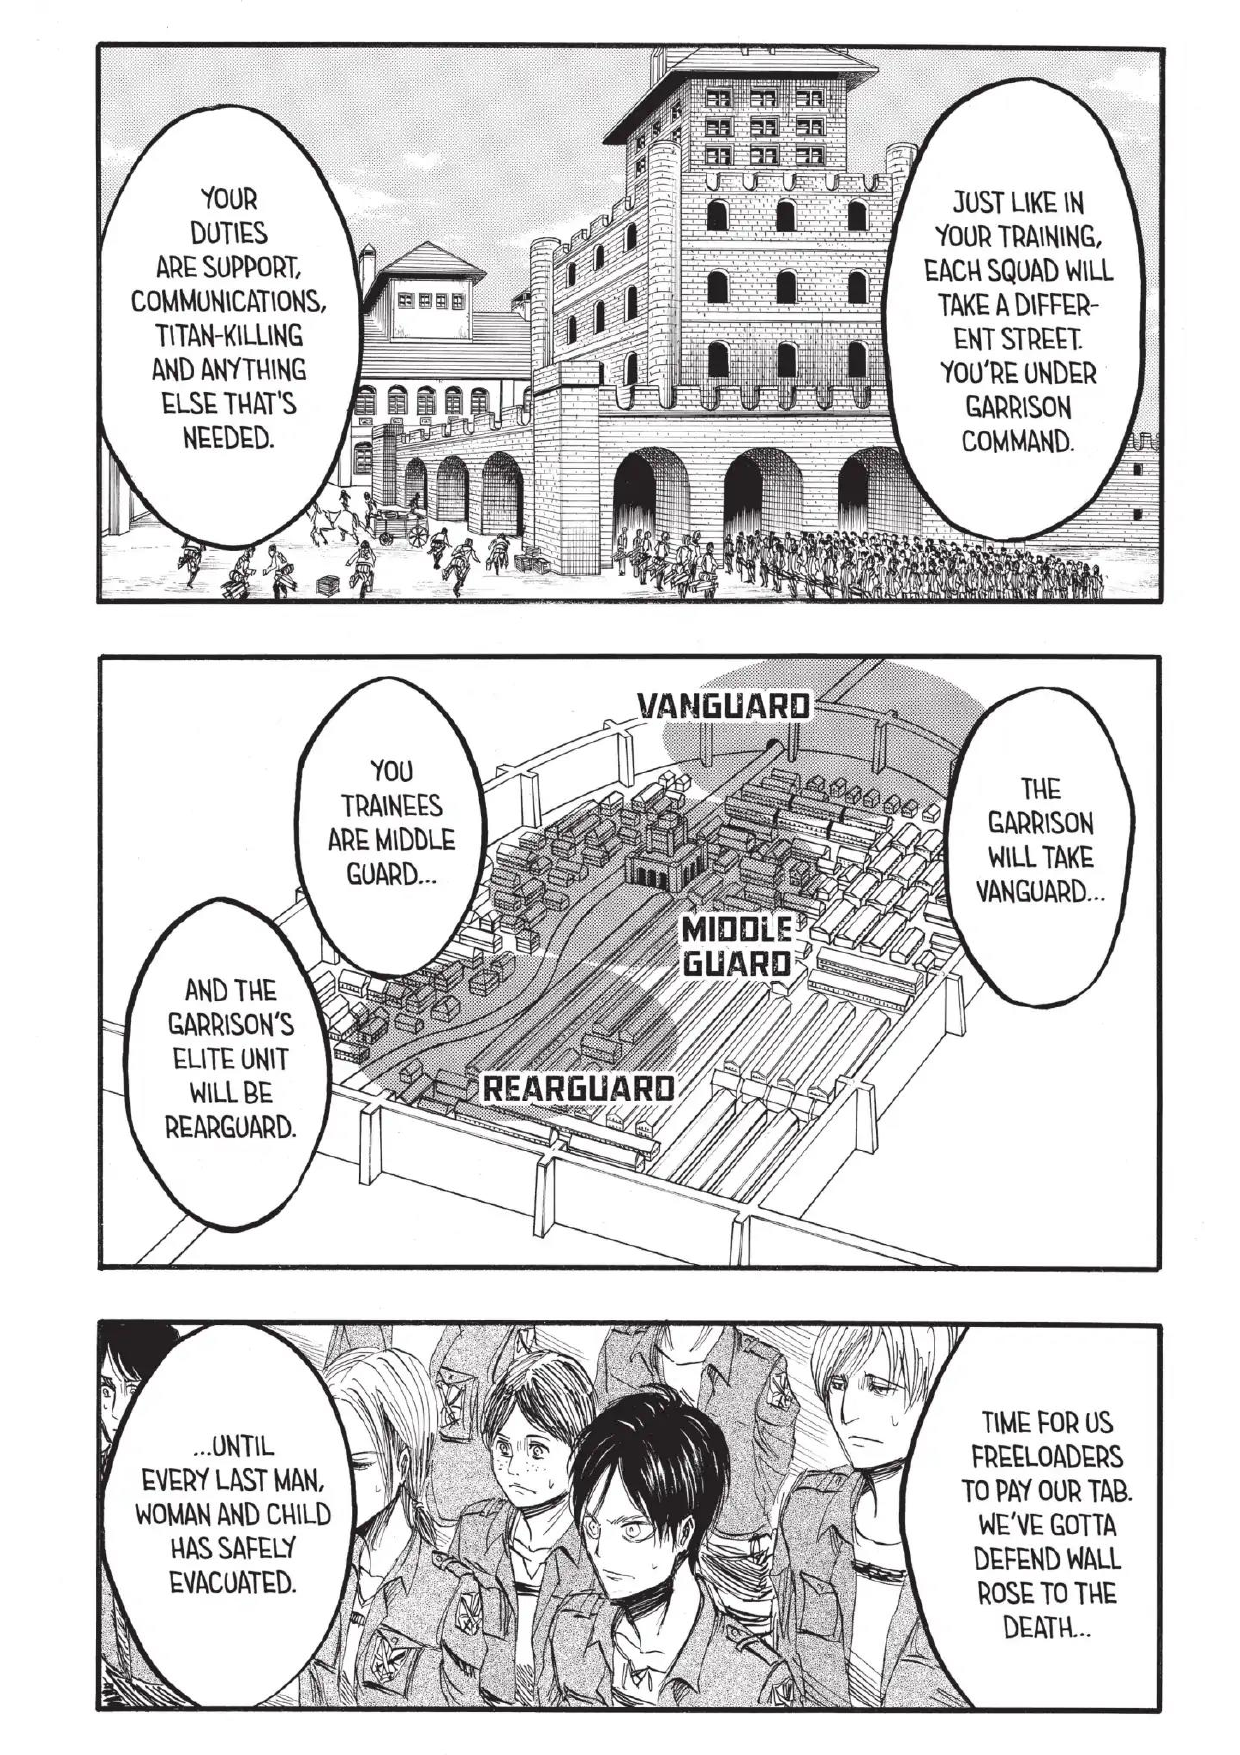 JUST LIKE IN
YOUR TRAINING,
EACH SQUAD WILL
TAKE A DIFFER-
ENT STREET.
YOU'RE UNDER
GARRISON
COMMAND.
YOUR
DUTIES
ARE SUPPORT,
COMMUNICATIONS,
TITAN-KILLING
AND ANYTHING
ELSE THAT'S
NEEDED.
THE
GARRISON
WILL TAKE
VANGUARD...
VANGUARD
YOU
TRAINEES
ARE MIDDLE
GUARD...
MIDDLE
GUARD
AND THE
GARRISON'S
ELITE UNIT
WILL BE
REARGUARD.
REARGUARD
TIME FOR US
FREELOADERS
TO PAY OUR TAB.
WE'VE GOTTA
DEFEND WALL
ROSE TO THE
DEATH...
...UNTIL
EVERY LAST MAN,
WOMAN AND CHILD
HAS SAFELY
EVACUATED.